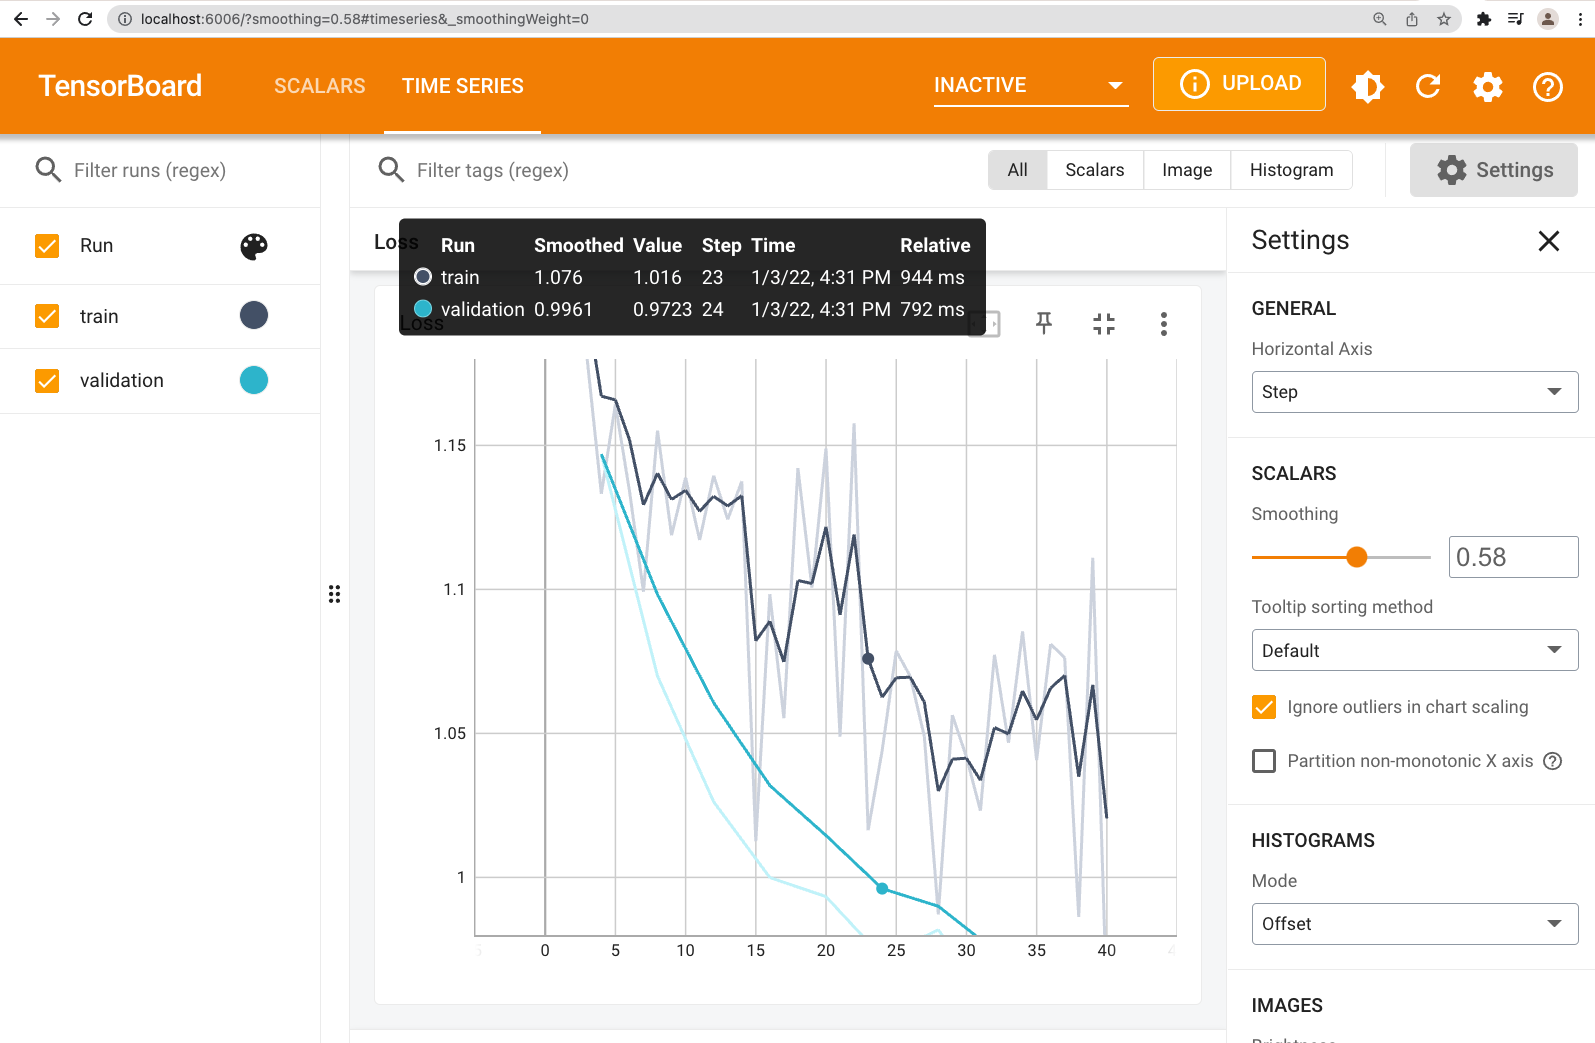 localhost:6006/?smoothing=0.58#timeseries&_smoothingWeight=0
TensorBoard
SCALARS
TIME SERIES
INACTIVE
UPLOAD
Filter runs (regex)
Filter tags (regex)
All
Scalars
Image
Histogram
Settings
Run
train
validation
Loss
Run Smoothed Value Step Time Relative
train 1.076 1.016 23 1/3/22, 4:31 PM 944 ms
validation 0.9961 0.9723 24 1/3/22, 4:31 PM 792 ms
Loss
1.15
1.1
1.05
1
0 5 10 15 20 25 30 35 40
Settings
GENERAL
Horizontal Axis
Step
SCALARS
Smoothing
0.58
Tooltip sorting method
Default
Ignore outliers in chart scaling
Partition non-monotonic X axis
HISTOGRAMS
Mode
Offset
IMAGES